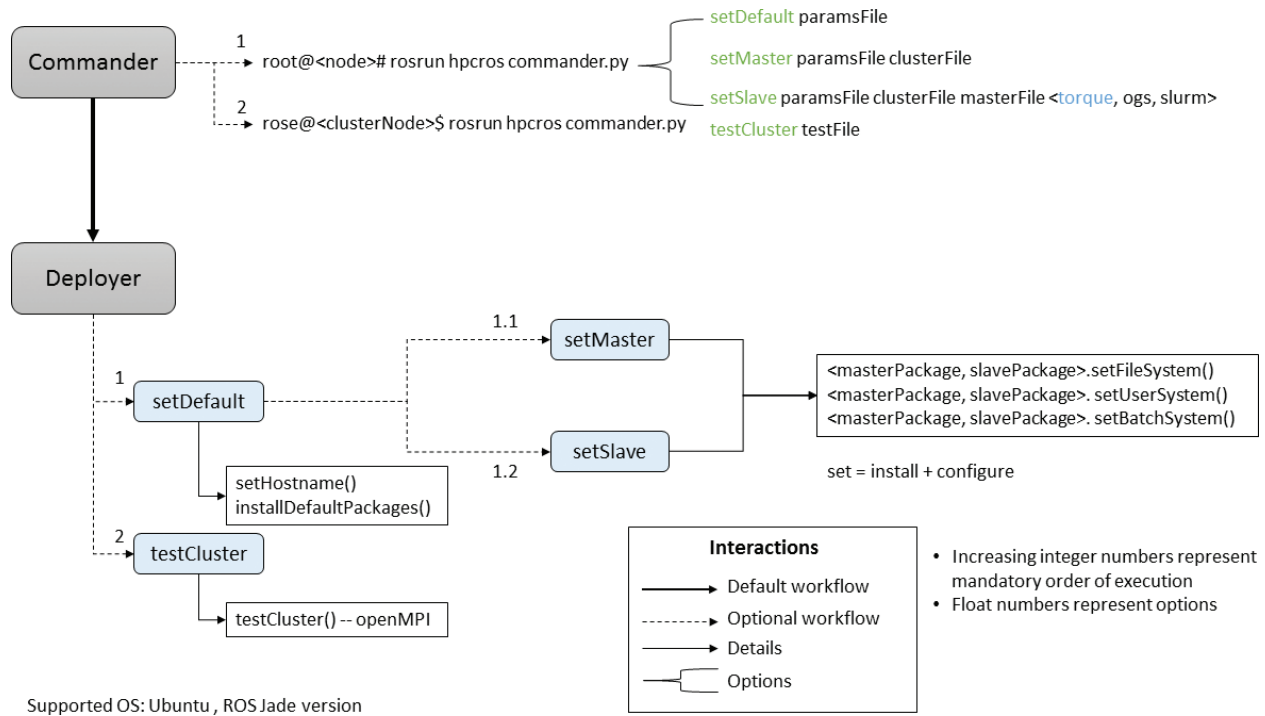 Commander
1
root@<node># rosrun hpcros commander.py
setDefault paramsFile
setMaster paramsFile clusterFile
setSlave paramsFile clusterFile masterFile <torque, ogs, slurm>
2
rose@<clusterNode>$ rosrun hpcros commander.py
testCluster testFile
Deployer
1
setDefault
setHostname()
installDefaultPackages()
1.1
setMaster
1.2
setSlave
<masterPackage, slavePackage>.setFileSystem()
<masterPackage, slavePackage>. setUserSystem()
<masterPackage, slavePackage>. setBatchSystem()
set = install + configure
2
testCluster
testCluster() -- openMPI
Interactions
Default workflow
Optional workflow
Details
Options
• Increasing integer numbers represent
mandatory order of execution
• Float numbers represent options
Supported OS: Ubuntu , ROS Jade version